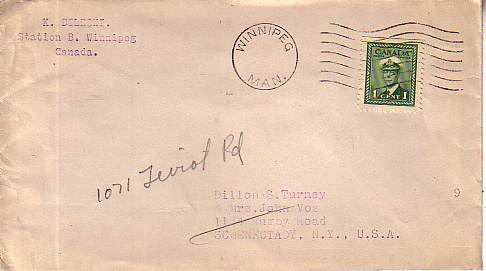 K.
Station B. Winnipeg
Canada.
WINNIPEG
MAN.
CANADA
1 CENT 1
1071 Teviot Rd
Dillon S. Turney
Mrs. John Vos
Road
SCHENECTADY, N.Y., U.S.A.
9